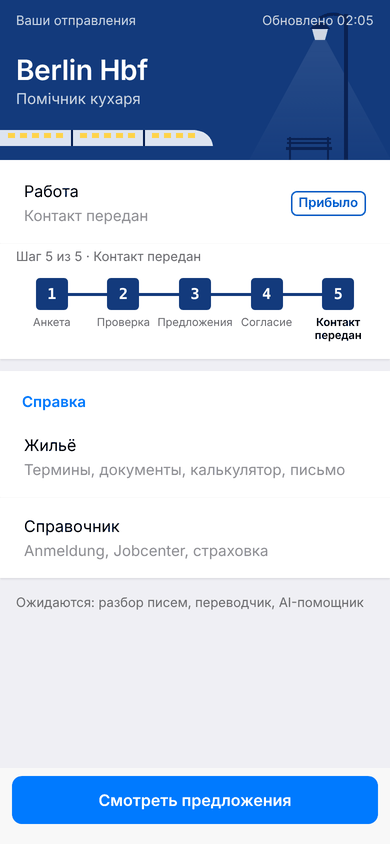 Ваши отправления
Обновлено 02:05
Berlin Hbf
Помічник кухаря
Работа
Контакт передан
Прибыло
Шаг 5 из 5 · Контакт передан
1 2 3 4 5
Анкета Проверка Предложения Согласие Контакт
передан
Справка
Жильё
Термины, документы, калькулятор, письмо
Справочник
Anmeldung, Jobcenter, страховка
Ожидаются: разбор писем, переводчик, AI-помощник
Смотреть предложения